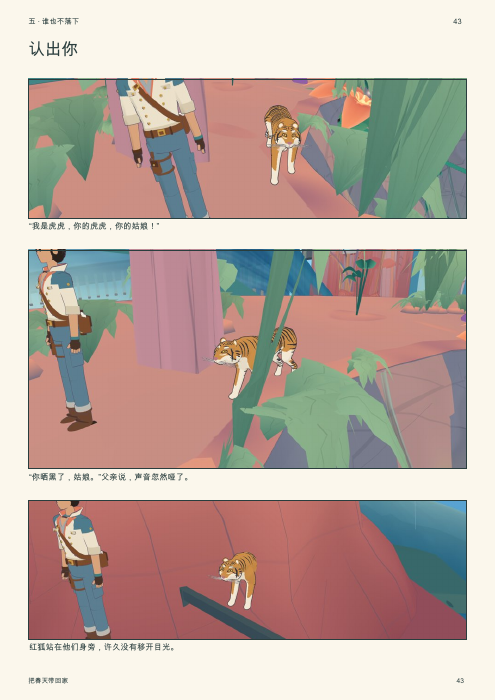 五 · 谁也不落下
43
认出你
“我是虎虎，你的虎虎，你的姑娘！”
“你晒黑了，姑娘。”父亲说，声音忽然哑了。
红狐站在他们身旁，许久没有移开目光。
把春天带回家
43